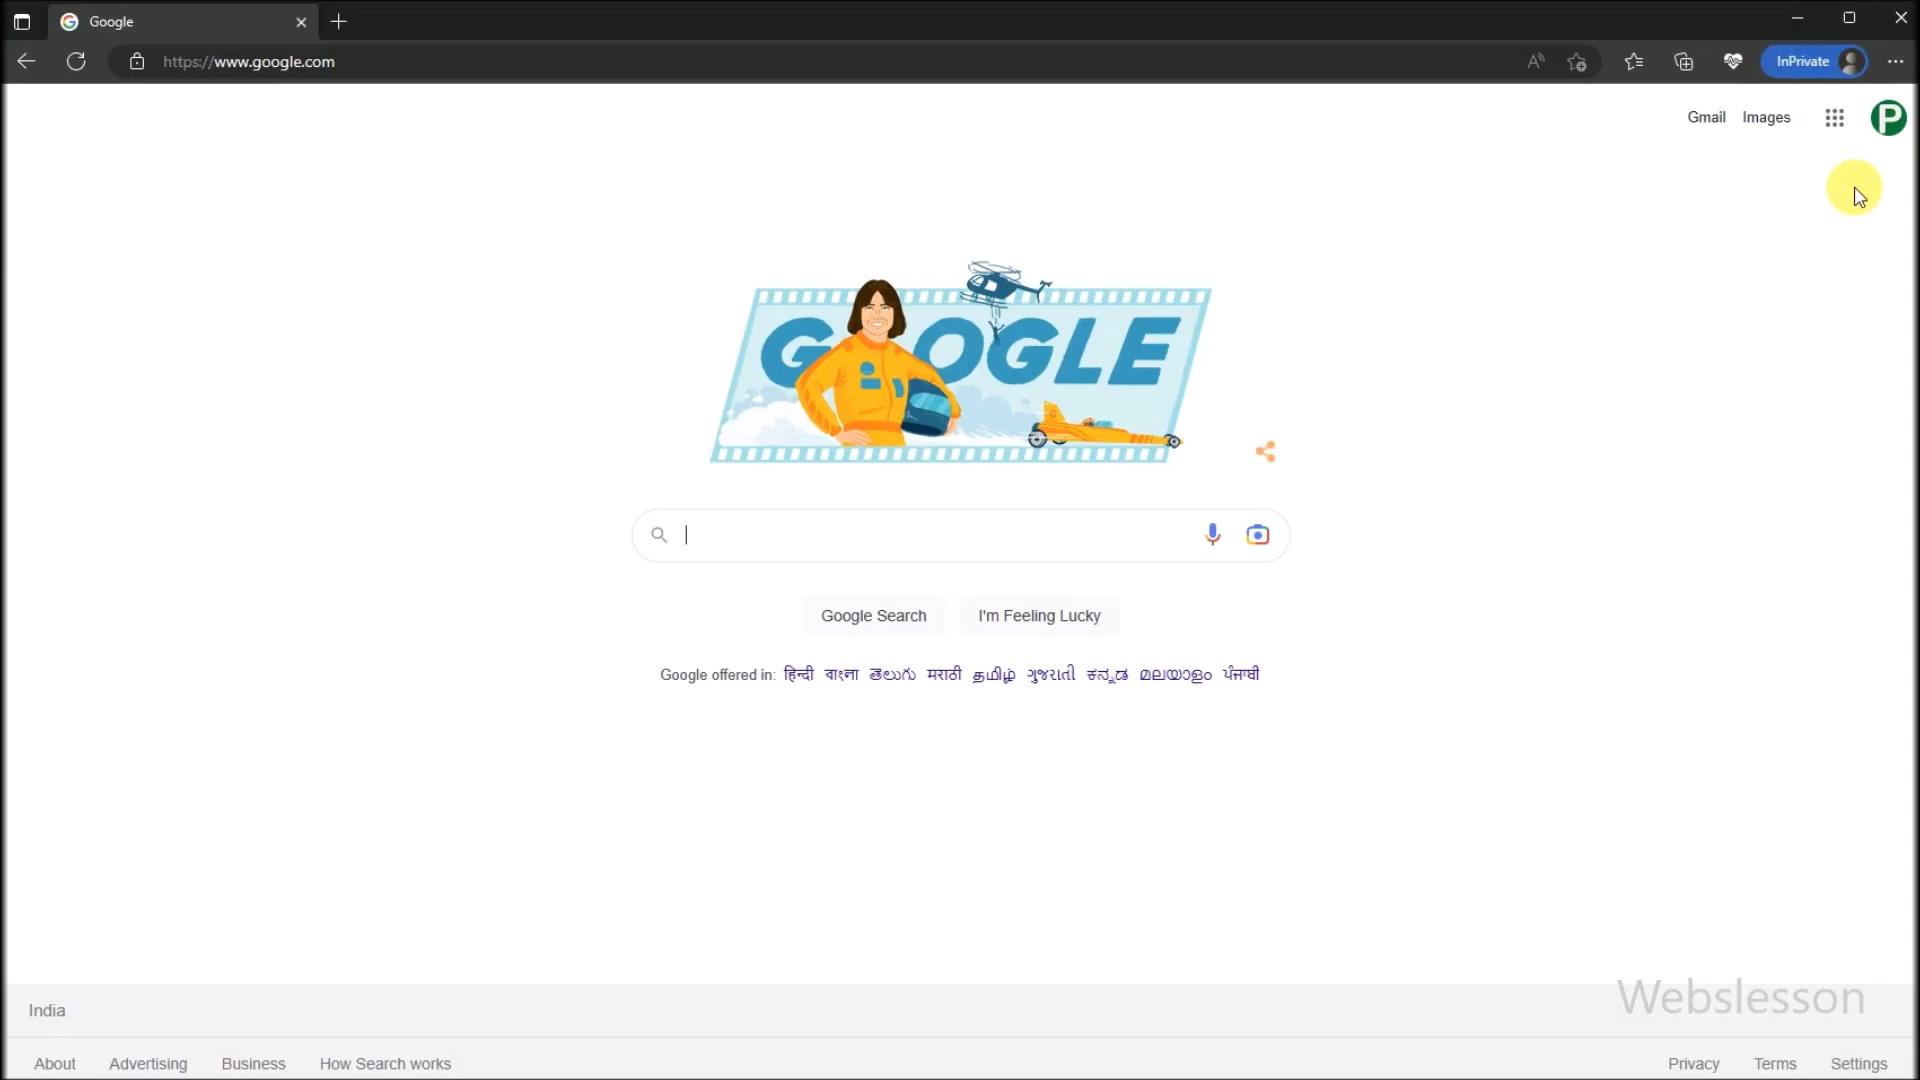 Google
https://www.google.com
InPrivate
Gmail Images
P
GOOGLE
Google Search I'm Feeling Lucky
Google offered in: हिन्दी বাংলা తెలుగు मराठी தமிழ் ગુજરાતી ಕನ್ನಡ മലയാളം ਪੰਜਾਬੀ
India
Webslesson
About Advertising Business How Search works Privacy Terms Settings